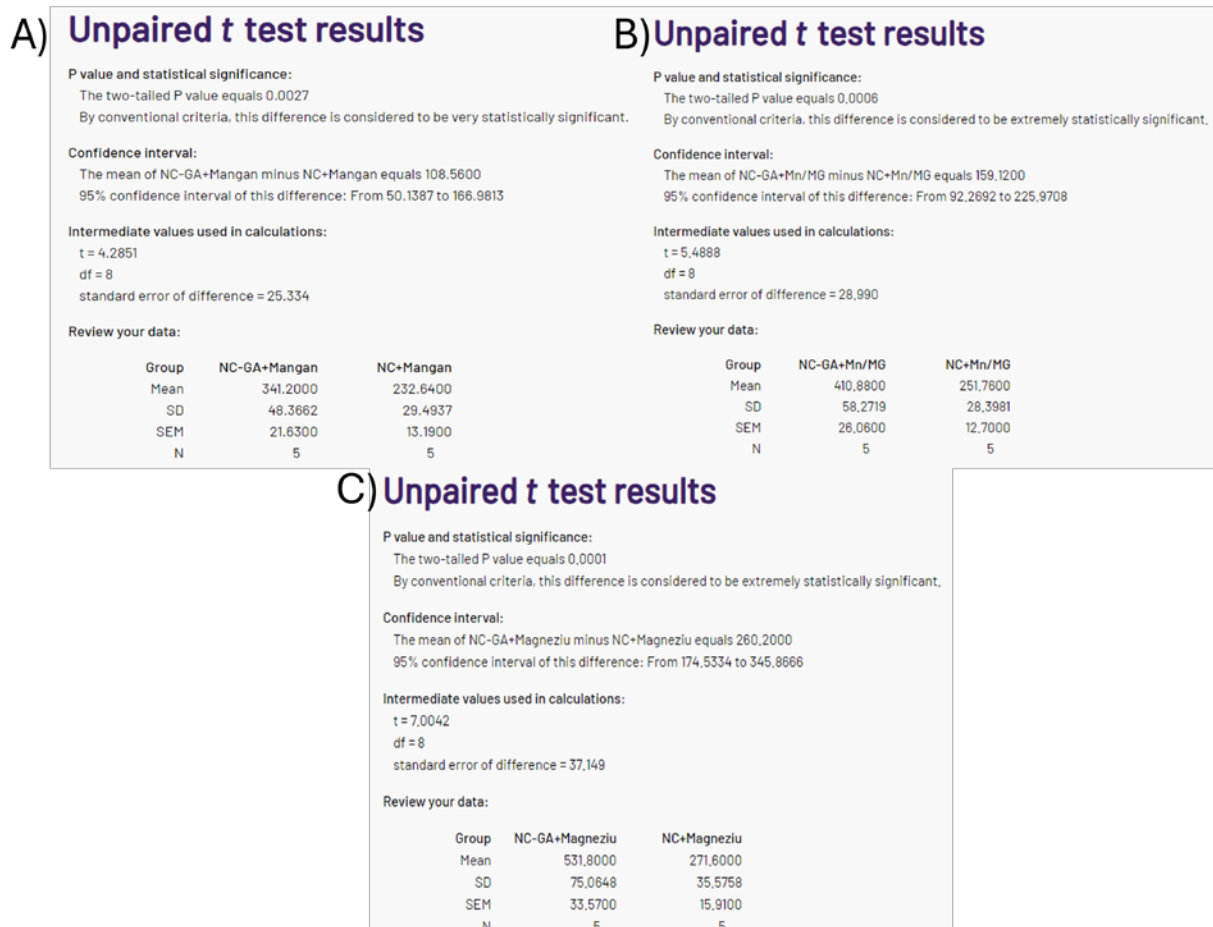 A) Unpaired t test results
P value and statistical significance:
The two-tailed P value equals 0.0027
By conventional criteria, this difference is considered to be very statistically significant.
Confidence interval:
The mean of NC-GA+Mangan minus NC+Mangan equals 108.5600
95% confidence interval of this difference: From 50.1387 to 166.9813
Intermediate values used in calculations:
t = 4.2851
df = 8
standard error of difference = 25.334
Review your data:
Group NC-GA+Mangan NC+Mangan
Mean 341.2000 232.6400
SD 48.3662 29.4937
SEM 21.6300 13.1900
N 5 5
B) Unpaired t test results
P value and statistical significance:
The two-tailed P value equals 0,0006
By conventional criteria, this difference is considered to be extremely statistically significant,
Confidence interval:
The mean of NC-GA+Mn/MG minus NC+Mn/MG equals 159,1200
95% confidence interval of this difference: From 92,2692 to 225,9708
Intermediate values used in calculations:
t = 5,4888
df = 8
standard error of difference = 28,990
Review your data:
Group NC-GA+Mn/MG NC+Mn/MG
Mean 410,8800 251,7600
SD 58,2719 28,3981
SEM 26,0600 12,7000
N 5 5
C) Unpaired t test results
P value and statistical significance:
The two-tailed P value equals 0,0001
By conventional criteria, this difference is considered to be extremely statistically significant,
Confidence interval:
The mean of NC-GA+Magneziu minus NC+Magneziu equals 260,2000
95% confidence interval of this difference: From 174,5334 to 345,8666
Intermediate values used in calculations:
t = 7,0042
df = 8
standard error of difference = 37,149
Review your data:
Group NC-GA+Magneziu NC+Magneziu
Mean 531,8000 271,6000
SD 75,0648 35,5758
SEM 33,5700 15,9100
N 5 5